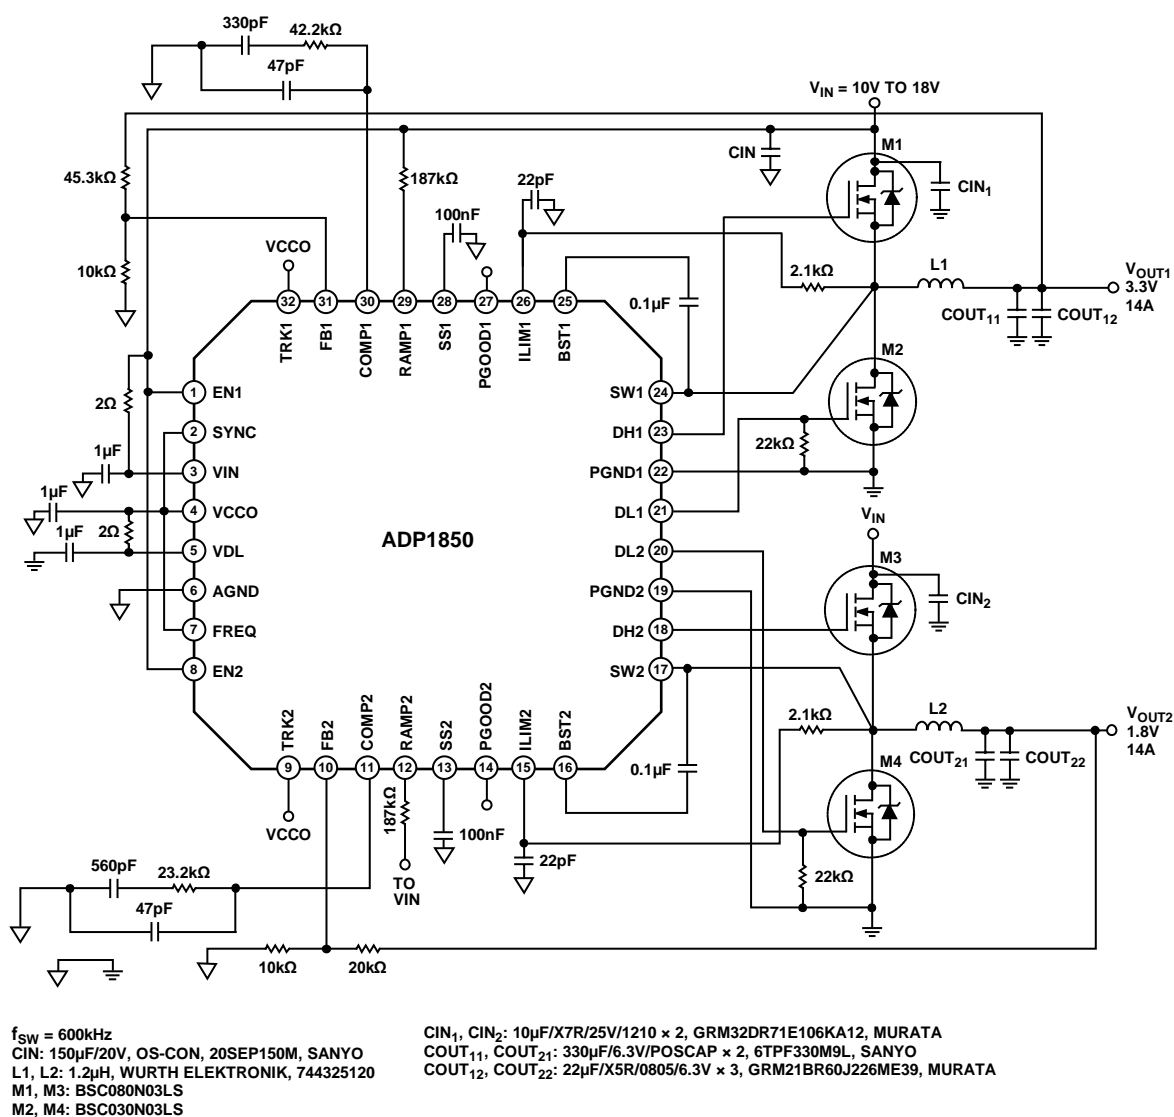 330pF
42.2kΩ
47pF
VIN = 10V TO 18V
M1
CIN
CIN1
45.3kΩ
187kΩ
22pF
100nF
VCCO
10kΩ
2.1kΩ
L1
VOUT1
3.3V
14A
0.1µF
COUT11
COUT12
32
31
30
29
28
27
26
25
TRK1
FB1
COMP1
RAMP1
SS1
PGOOD1
ILIM1
BST1
M2
1
EN1
SW1
24
2Ω
2
SYNC
DH1
23
22kΩ
1µF
3
VIN
PGND1
22
1µF
4
VCCO
DL1
21
VIN
1µF
2Ω
5
VDL
ADP1850
DL2
20
M3
6
AGND
PGND2
19
CIN2
7
FREQ
DH2
18
8
EN2
SW2
17
TRK2
FB2
COMP2
RAMP2
SS2
PGOOD2
ILIM2
BST2
2.1kΩ
L2
VOUT2
1.8V
14A
9
10
11
12
13
14
15
16
0.1µF
M4
COUT21
COUT22
VCCO
187kΩ
100nF
22pF
22kΩ
TO
VIN
560pF
23.2kΩ
47pF
10kΩ
20kΩ
fSW = 600kHz
CIN: 150µF/20V, OS-CON, 20SEP150M, SANYO
L1, L2: 1.2µH, WURTH ELEKTRONIK, 744325120
M1, M3: BSC080N03LS
M2, M4: BSC030N03LS
CIN1, CIN2: 10µF/X7R/25V/1210 × 2, GRM32DR71E106KA12, MURATA
COUT11, COUT21: 330µF/6.3V/POSCAP × 2, 6TPF330M9L, SANYO
COUT12, COUT22: 22µF/X5R/0805/6.3V × 3, GRM21BR60J226ME39, MURATA